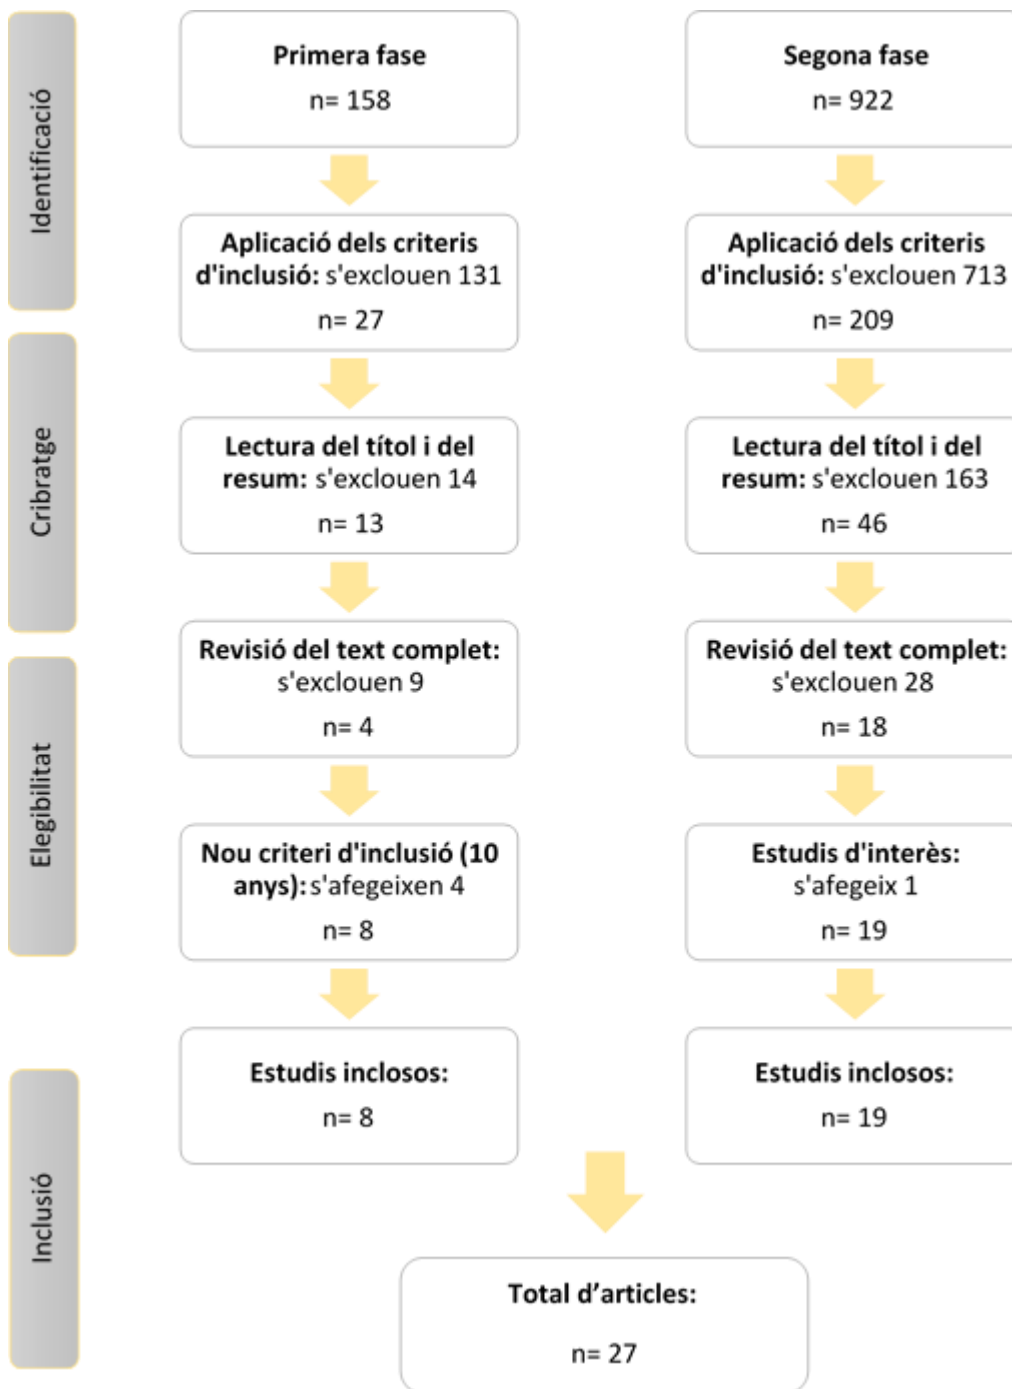 Identificació
Primera fase
n= 158
Segona fase
n= 922
Aplicació dels criteris
d'inclusió: s'exclouen 131
n= 27
Aplicació dels criteris
d'inclusió: s'exclouen 713
n= 209
Cribratge
Lectura del títol i del
resum: s'exclouen 14
n= 13
Lectura del títol i del
resum: s'exclouen 163
n= 46
Elegibilitat
Revisió del text complet:
s'exclouen 9
n= 4
Revisió del text complet:
s'exclouen 28
n= 18
Nou criteri d'inclusió (10
anys): s'afegeixen 4
n= 8
Estudis d'interès:
s'afegeix 1
n= 19
Inclusió
Estudis inclosos:
n= 8
Estudis inclosos:
n= 19
Total d’articles:
n= 27